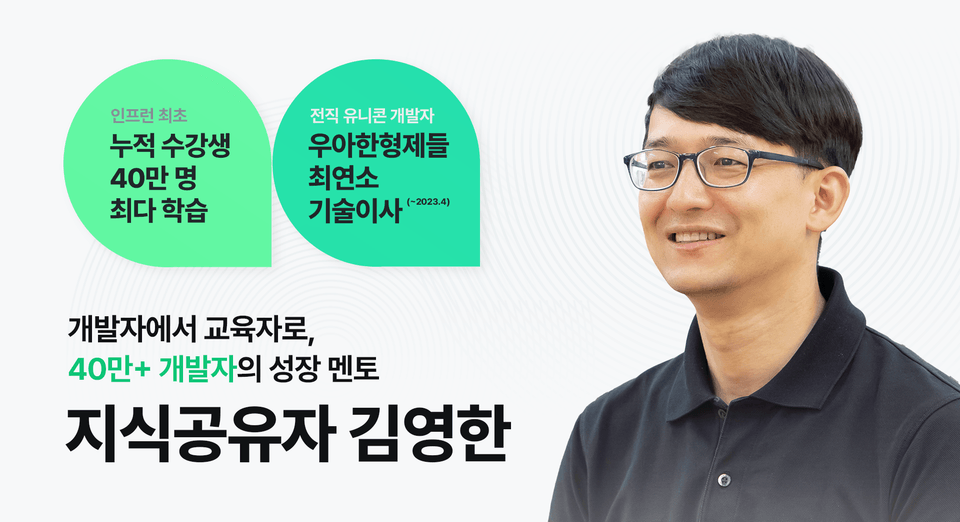 인프런 최초
누적 수강생
40만 명
최다 학습
전직 유니콘 개발자
우아한형제들
최연소
기술이사 (~2023.4)
개발자에서 교육자로,
40만+ 개발자의 성장 멘토
지식공유자 김영한